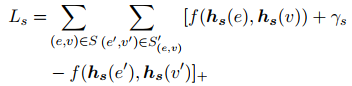 L_s = \sum_{(e,v)\in S} \sum_{(e',v')\in S'_{(e,v)}} [f(\boldsymbol{h_s}(e), \boldsymbol{h_s}(v)) + \gamma_s
- f(\boldsymbol{h_s}(e'), \boldsymbol{h_s}(v'))]_+